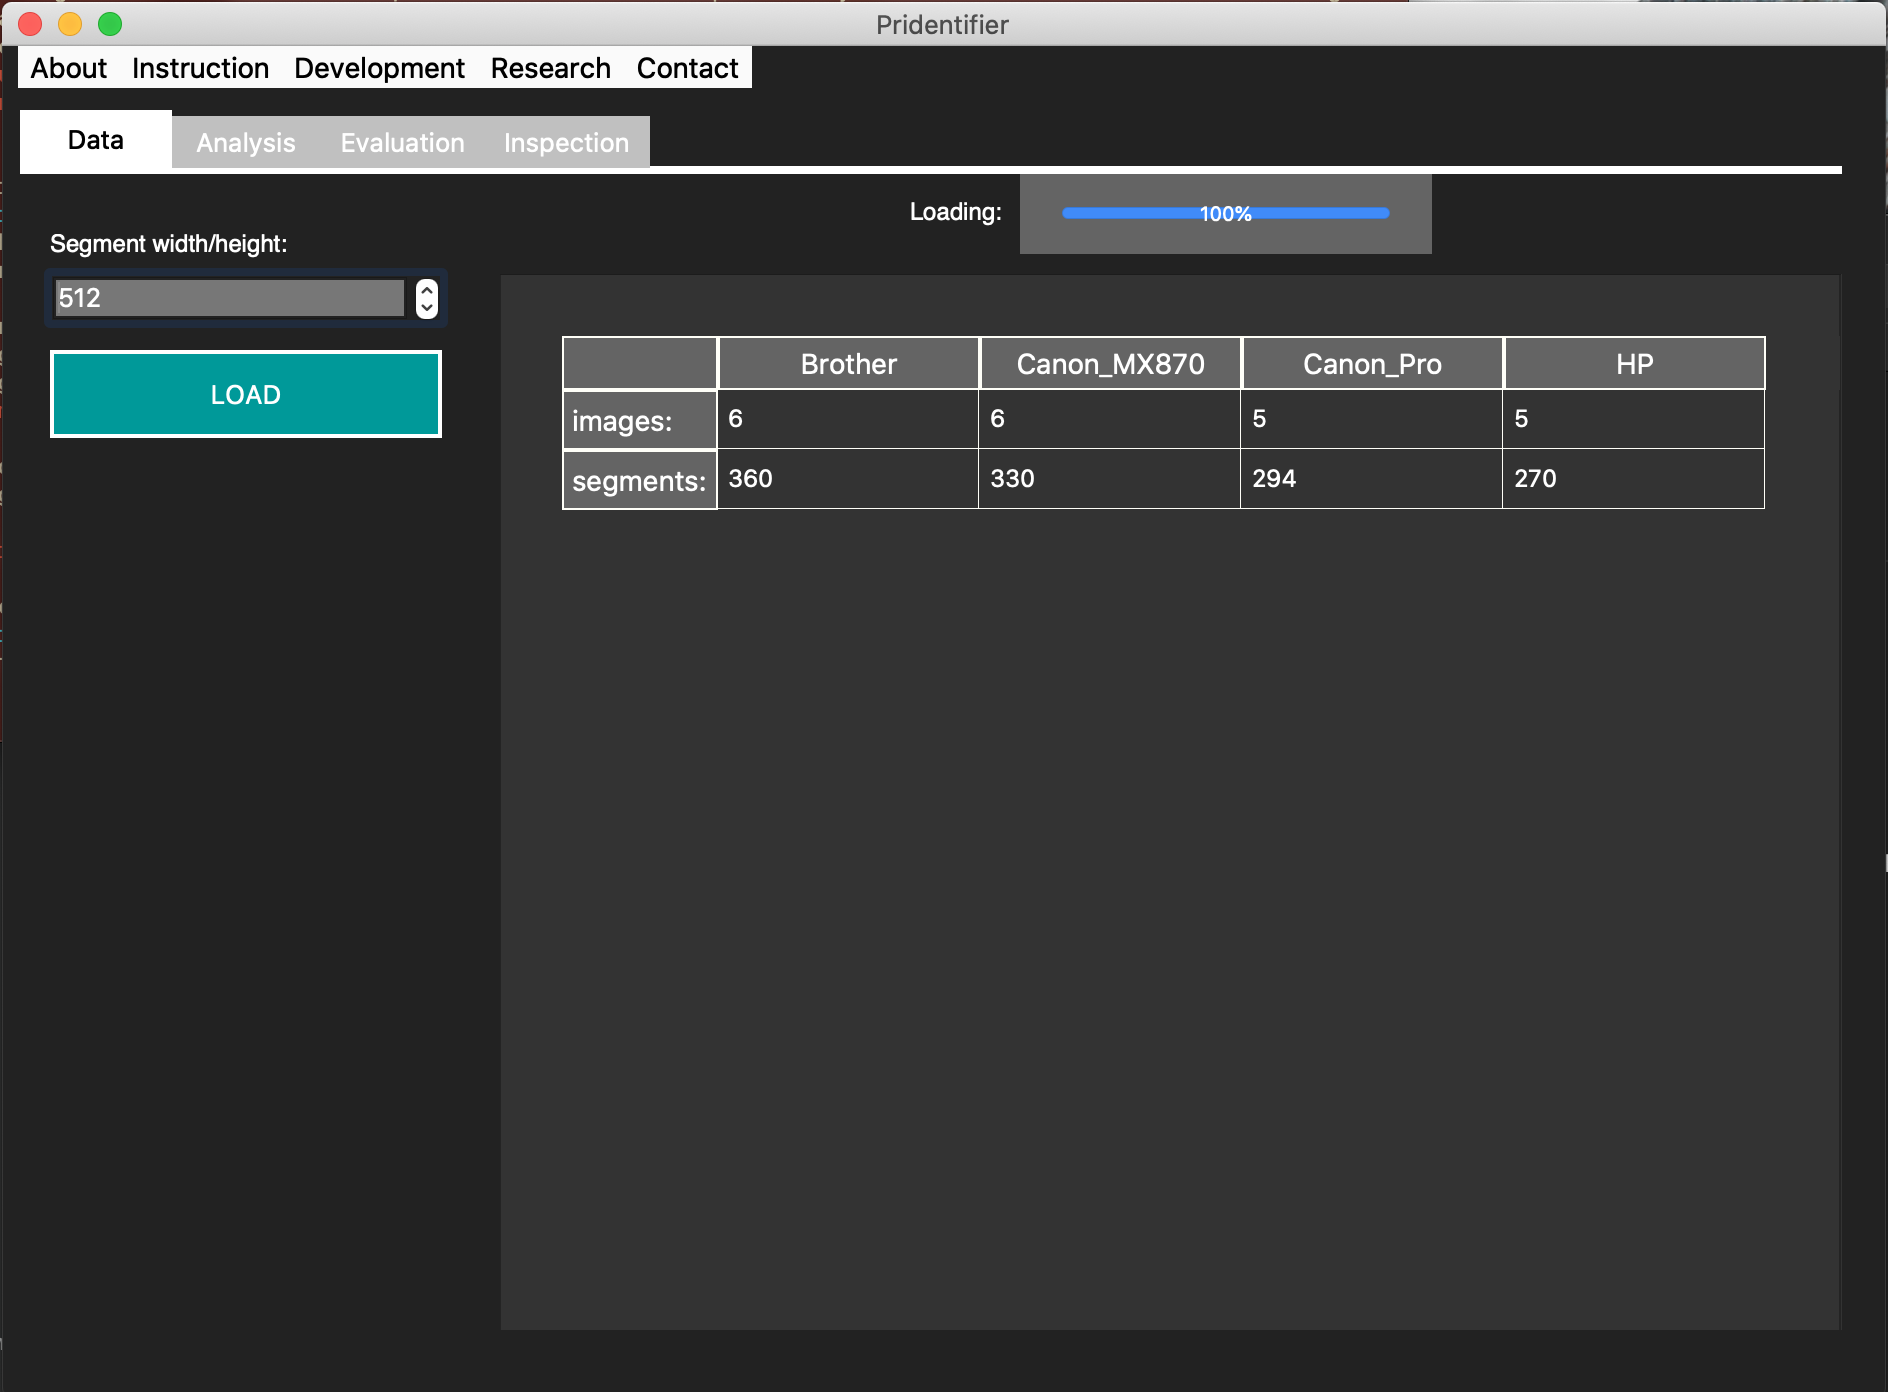 Pridentifier
About Instruction Development Research Contact
Data Analysis Evaluation Inspection
Loading: 100%
Segment width/height:
512
LOAD
Brother Canon_MX870 Canon_Pro HP
images: 6 6 5 5
segments: 360 330 294 270